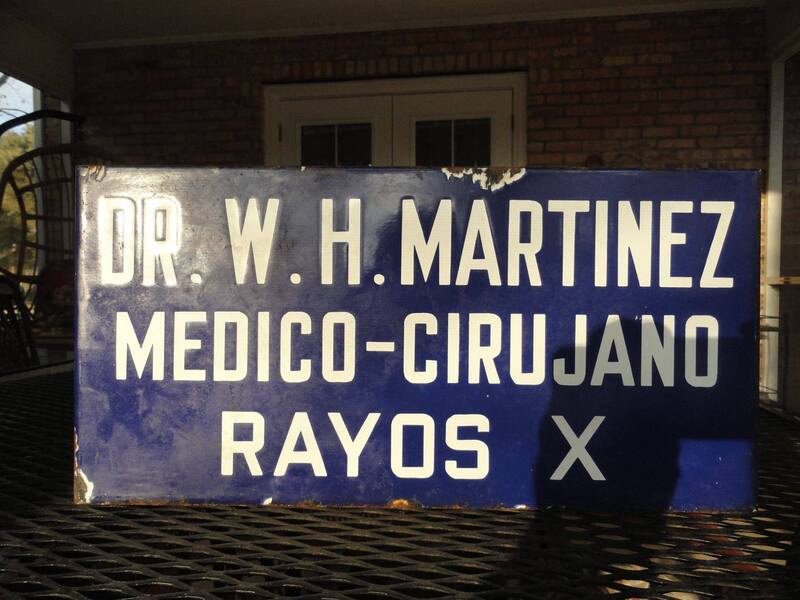 DR. W. H. MARTINEZ
MEDICO-CIRUJANO
RAYOS X